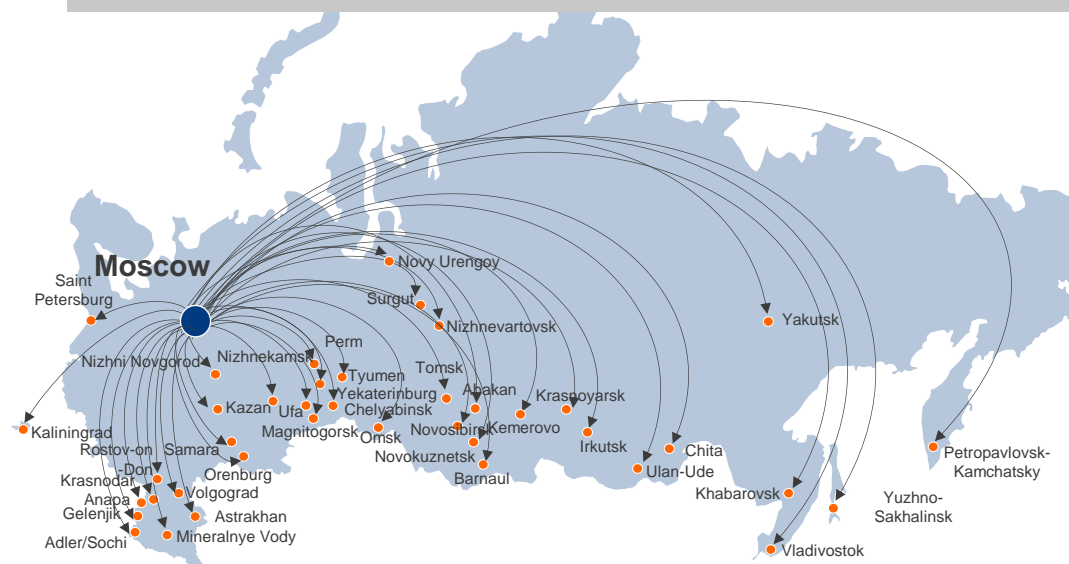 Moscow
Saint
Petersburg
Novy Urengoy
Surgut
Nizhnevartovsk
Yakutsk
Perm
Nizhnekamsk
Nizhni Novgorod
Tyumen
Tomsk
Yekaterinburg
Abakan
Krasnoyarsk
Kazan
Ufa
Chelyabinsk
Magnitogorsk
Omsk
Novosibirsk
Kemerovo
Kaliningrad
Rostov-on
-Don
Samara
Orenburg
Novokuznetsk
Barnaul
Irkutsk
Chita
Ulan-Ude
Petropavlovsk-
Kamchatsky
Krasnodar
Anapa
Gelenjik
Volgograd
Astrakhan
Adler/Sochi
Mineralnye Vody
Khabarovsk
Yuzhno-
Sakhalinsk
Vladivostok